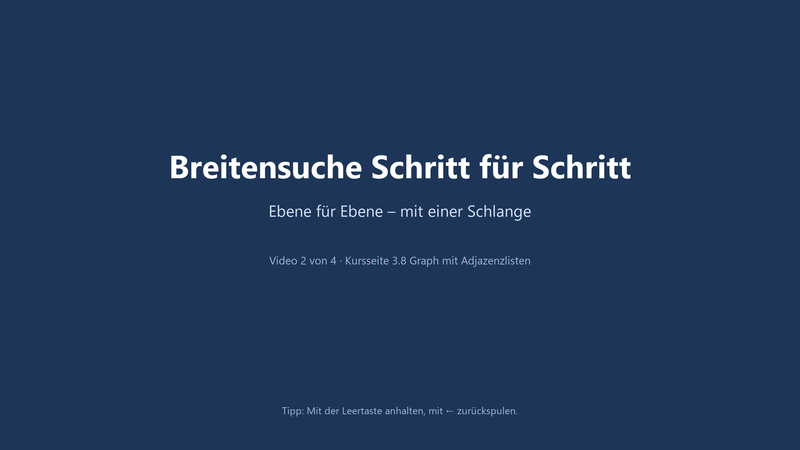 Breitensuche Schritt für Schritt
Ebene für Ebene – mit einer Schlange
Video 2 von 4 · Kursseite 3.8 Graph mit Adjazenzlisten
Tipp: Mit der Leertaste anhalten, mit ← zurückspulen.